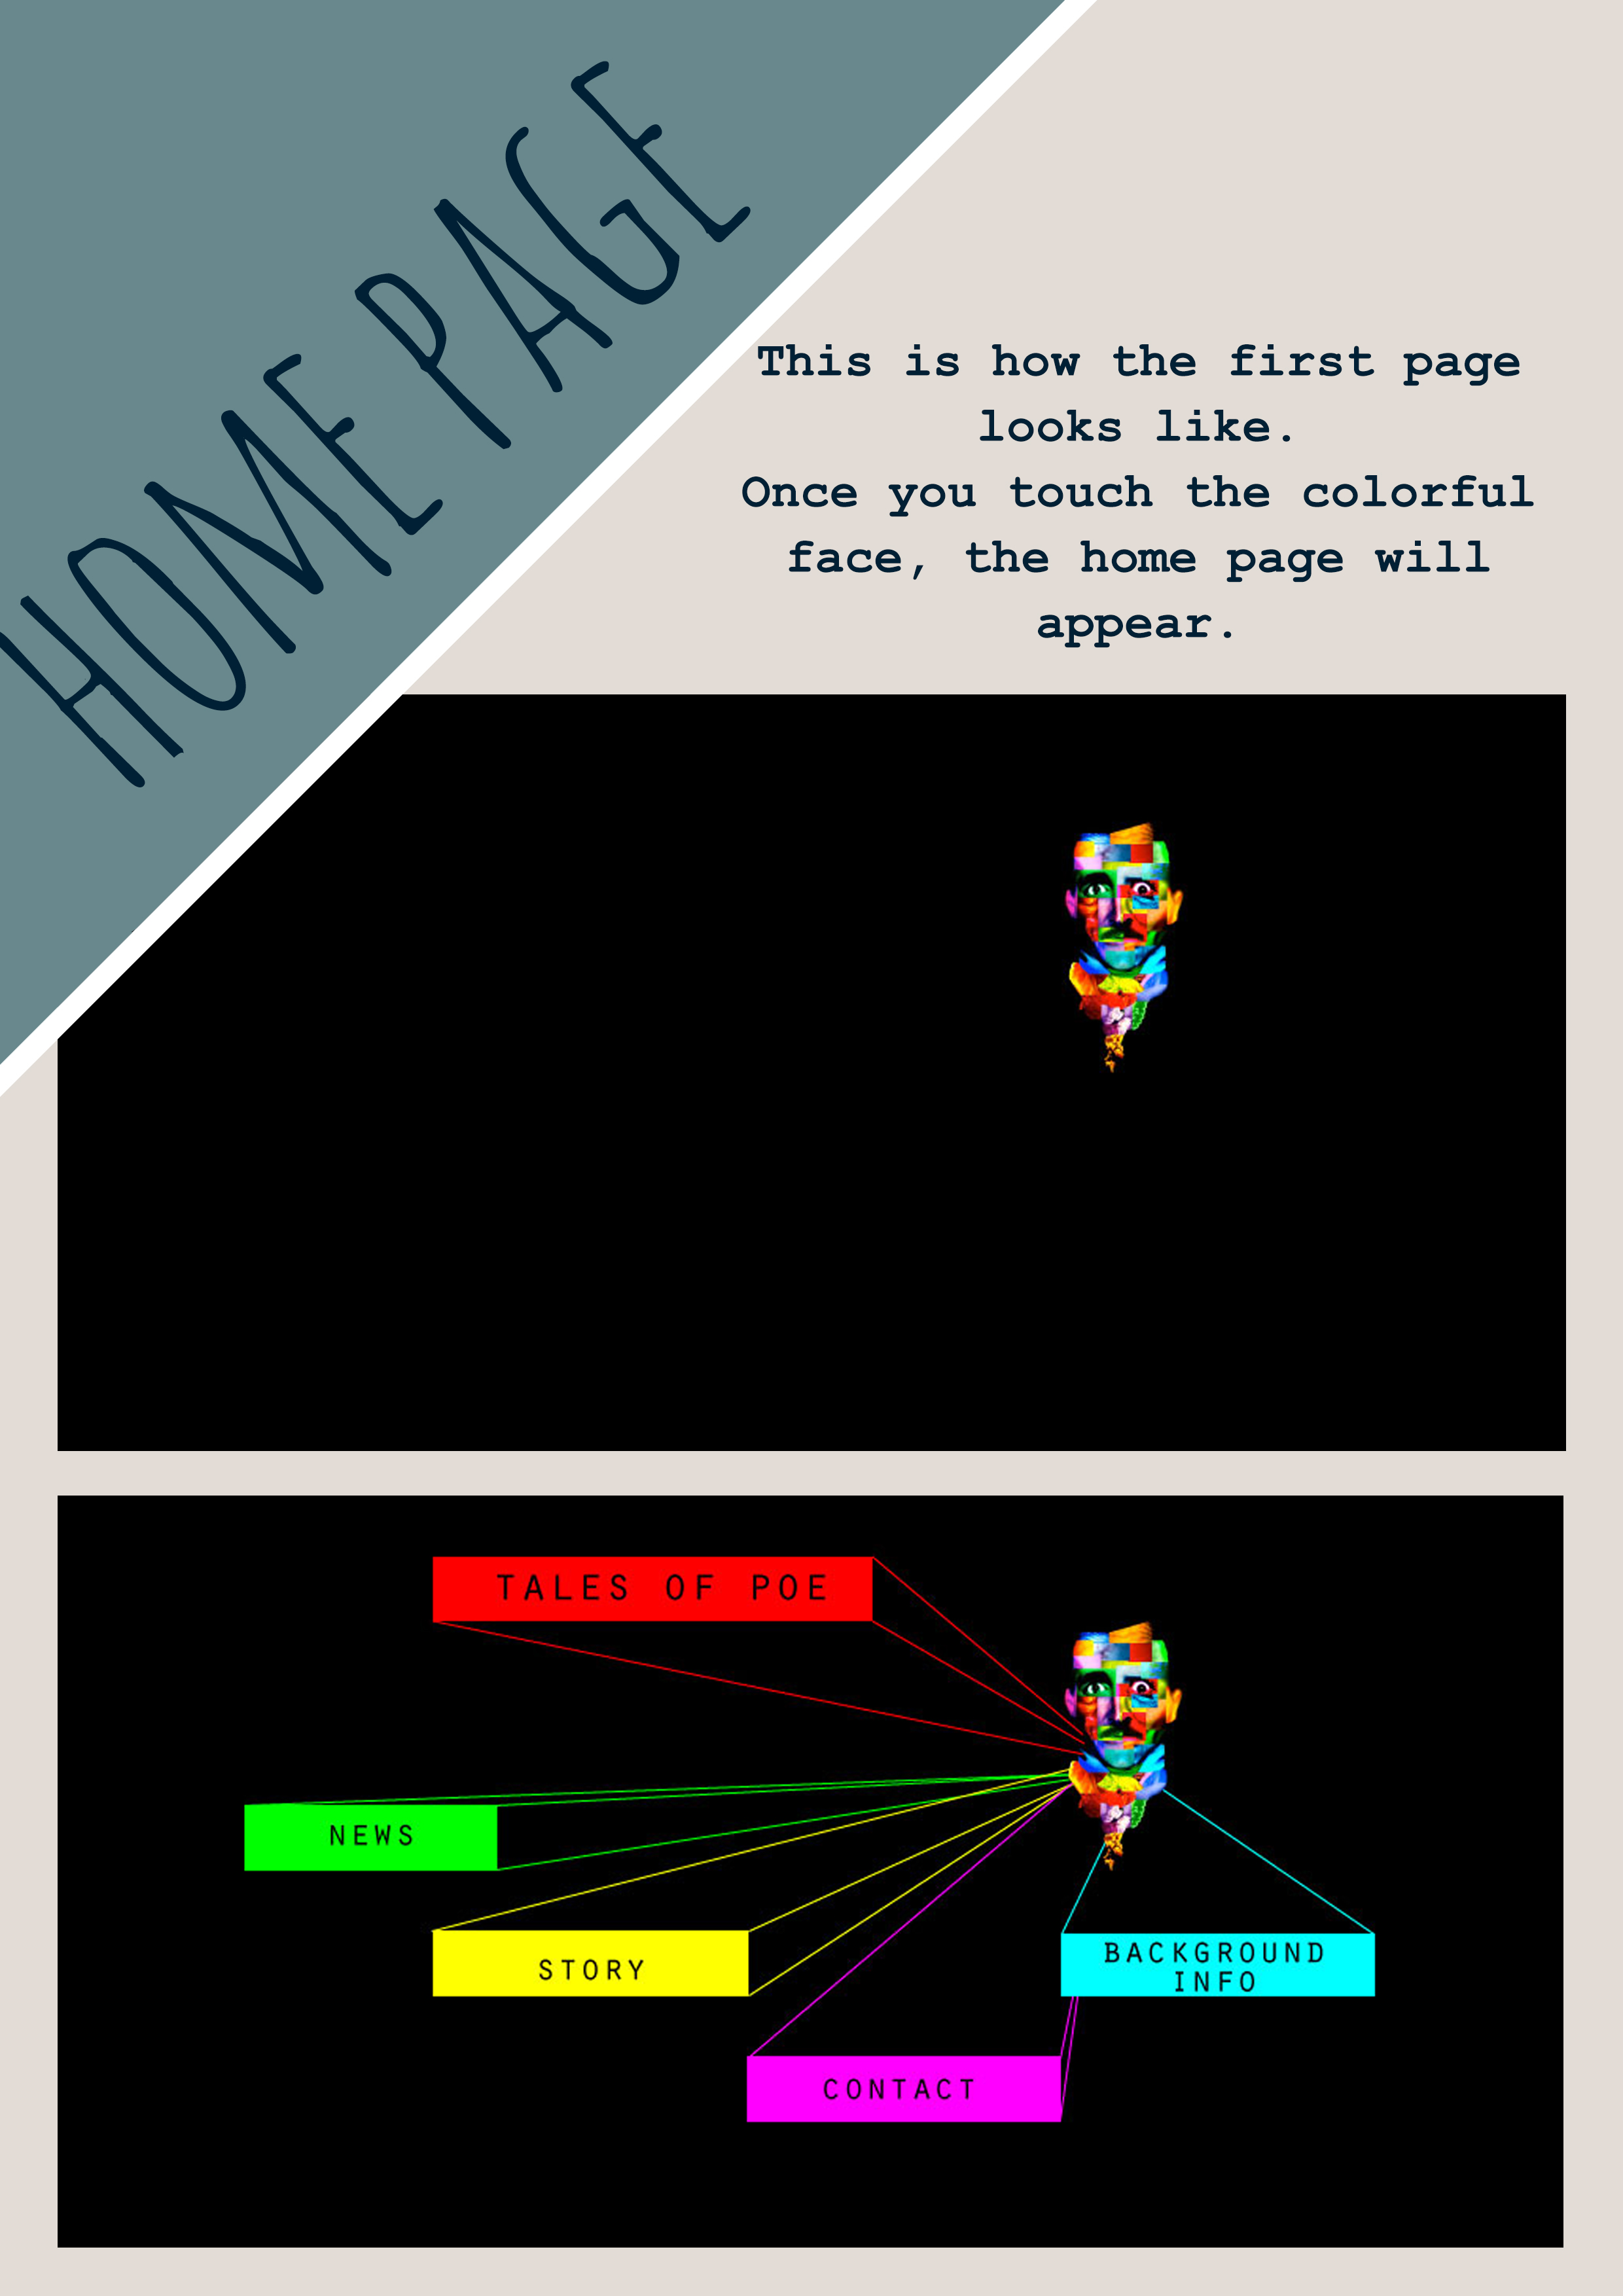 HOME PAGE
This is how the first page
looks like.
Once you touch the colorful
face, the home page will
appear.
TALES OF POE
NEWS
STORY
BACKGROUND
INFO
CONTACT